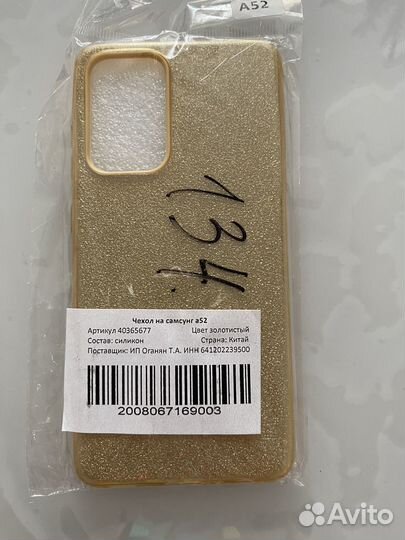 A52
134.
Чехол на самсунг а52
Артикул 40365677 Цвет золотистый
Состав: силикон Страна: Китай
Поставщик: ИП Оганян Т.А. ИНН 641202239500
2008067169003
Avito